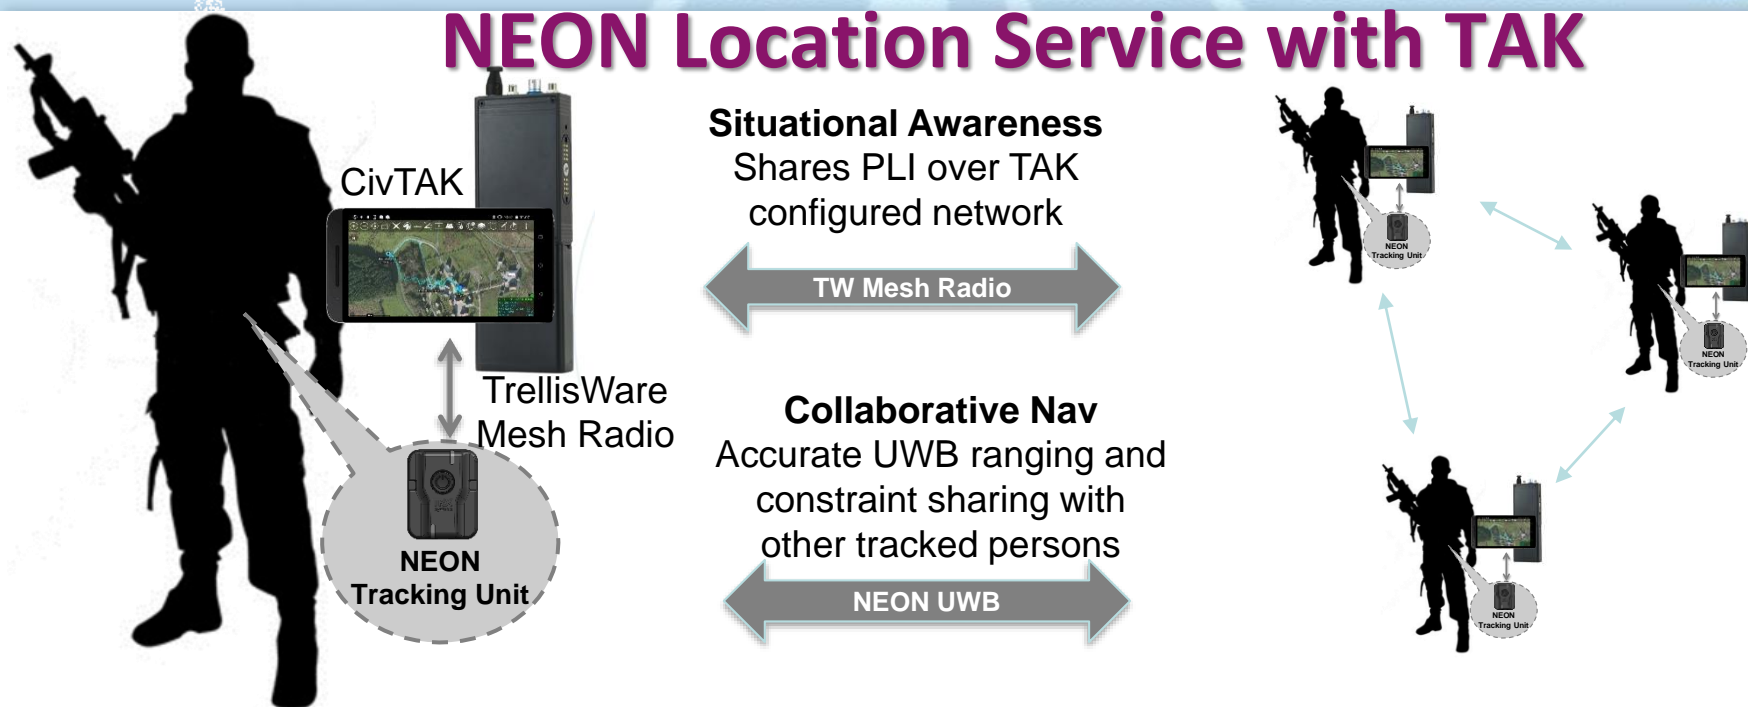 NEON Location Service with TAK
CivTAK
TrellisWare
Mesh Radio
NEON
Tracking Unit
Situational Awareness
Shares PLI over TAK
configured network
TW Mesh Radio
Collaborative Nav
Accurate UWB ranging and
constraint sharing with
other tracked persons
NEON UWB
NEON
Tracking Unit
NEON
Tracking Unit
NEON
Tracking Unit